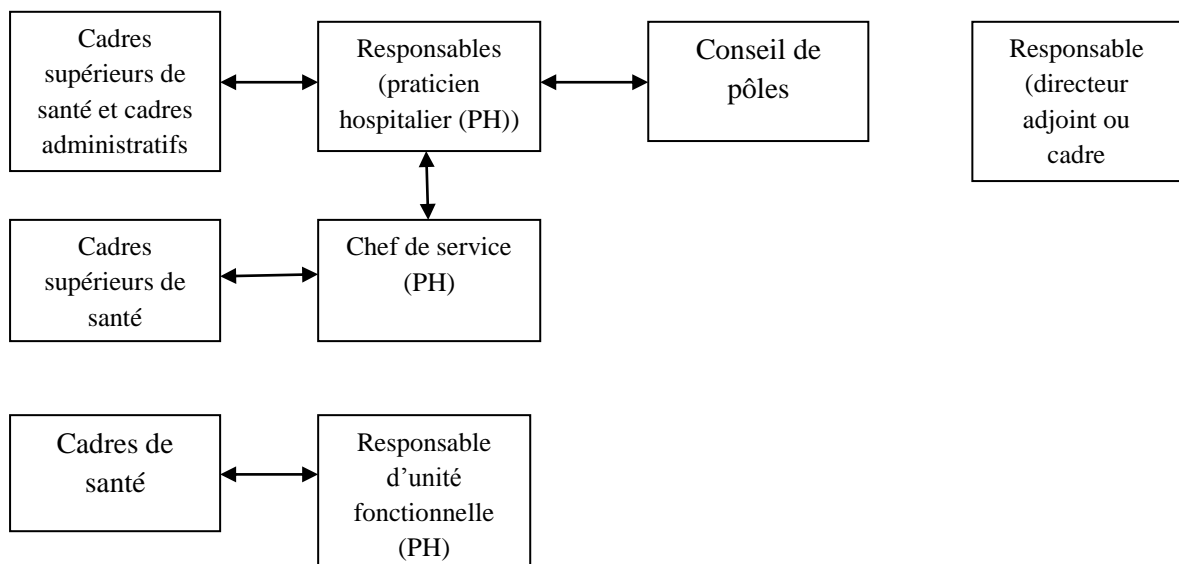 Cadres
supérieurs de
santé et cadres
administratifs
Responsables
(praticien
hospitalier (PH))
Conseil de
pôles
Responsable
(directeur
adjoint ou
cadre
Cadres
supérieurs de
santé
Chef de service
(PH)
Cadres de
santé
Responsable
d’unité
fonctionnelle
(PH)